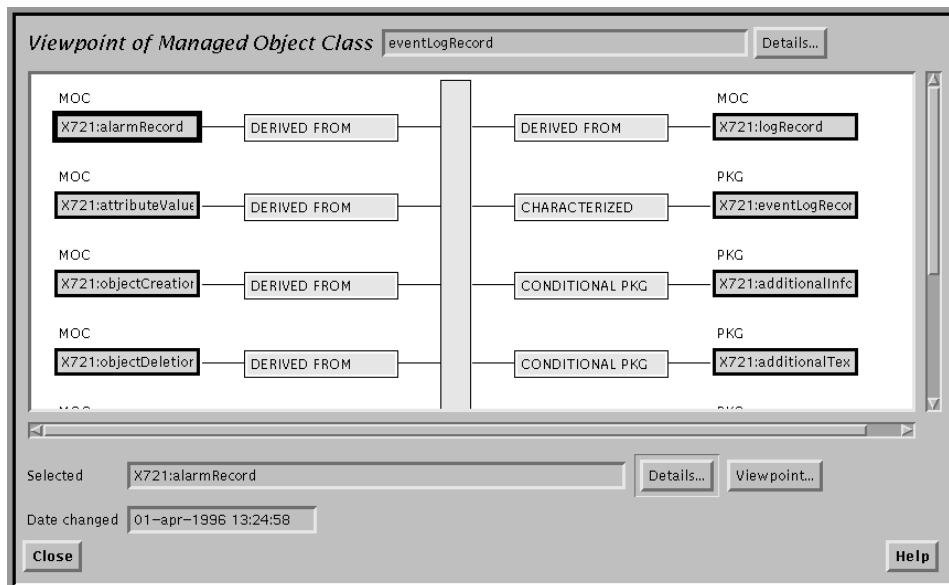 Viewpoint of Managed Object Class eventLogRecord Details...
MOC MOC
X721:alarmRecord DERIVED FROM DERIVED FROM X721:logRecord
MOC PKG
X721:attributeValue DERIVED FROM CHARACTERIZED X721:eventLogRecor
MOC PKG
X721:objectCreation DERIVED FROM CONDITIONAL PKG X721:additionalInfo
MOC PKG
X721:objectDeletion DERIVED FROM CONDITIONAL PKG X721:additionalTex
Selected X721:alarmRecord Details... Viewpoint...
Date changed 01-apr-1996 13:24:58
Close Help